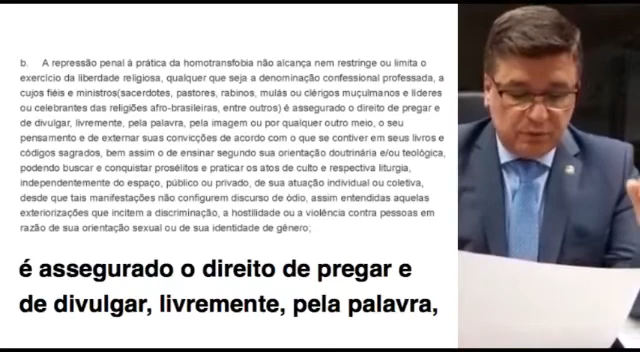 b. A repressão penal à prática da homotransfobia não alcança nem restringe ou limita o
exercício da liberdade religiosa, qualquer que seja a denominação confessional professada, a
cujos fiéis e ministros(sacerdotes, pastores, rabinos, mulás ou clérigos muçulmanos e líderes
ou celebrantes das religiões afro-brasileiras, entre outros) é assegurado o direito de pregar e
de divulgar, livremente, pela palavra, pela imagem ou por qualquer outro meio, o seu
pensamento e de externar suas convicções de acordo com o que se contiver em seus livros e
códigos sagrados, bem assim o de ensinar segundo sua orientação doutrinária e/ou teológica,
podendo buscar e conquistar prosélitos e praticar os atos de culto e respectiva liturgia,
independentemente do espaço, público ou privado, de sua atuação individual ou coletiva,
desde que tais manifestações não configurem discurso de ódio, assim entendidas aquelas
exteriorizações que incitem a discriminação, a hostilidade ou a violência contra pessoas em
razão de sua orientação sexual ou de sua identidade de gênero;
é assegurado o direito de pregar e
de divulgar, livremente, pela palavra,